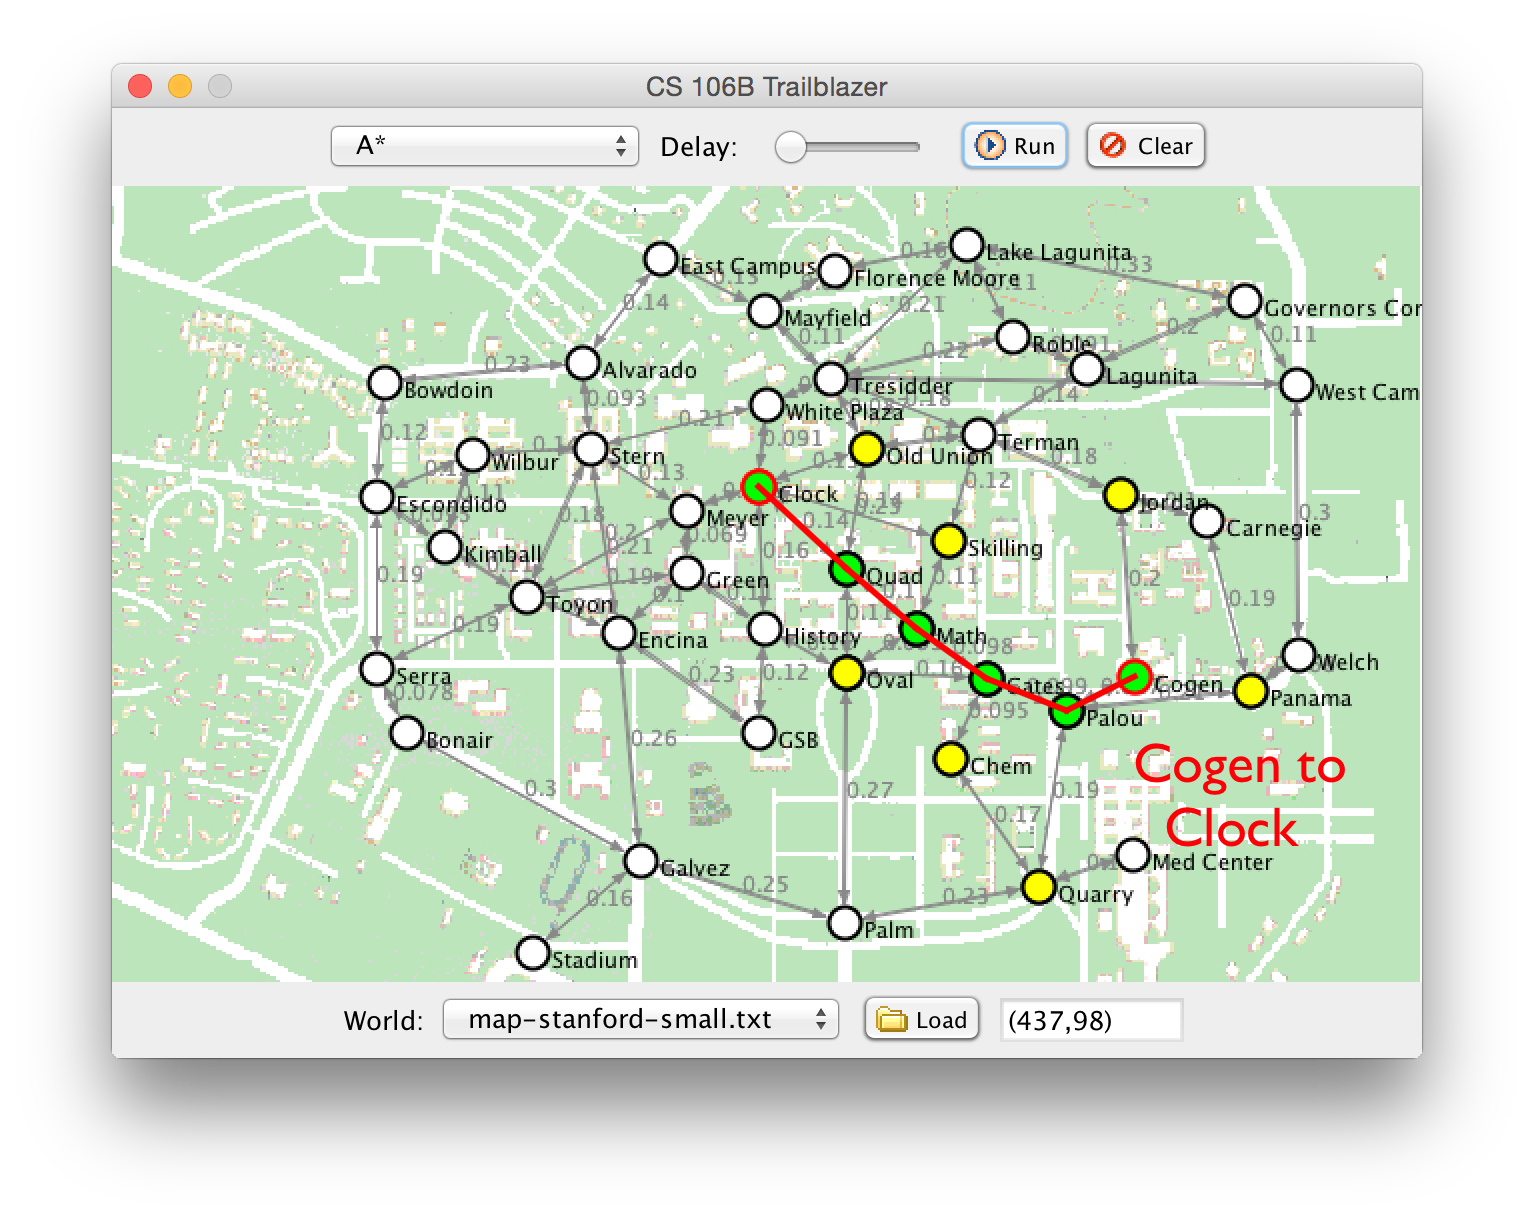 CS 106B Trailblazer
A* Delay: Run Clear
Lake Lagunita
0.16
East Campus
Florence Moore
0.33
0.14
0.21
Governors Cor
Mayfield
0.11
0.2
0.11
Roble
0.22
0.23
Alvarado
Lagunita
Bowdoin
Tresidder
0.18
0.14
West Cam
0.093
White Plaza
0.21
0.12
0.091
Terman
Stern
Old Union
0.18
Wilbur
0.13
0.12
Clock
Jordan
Escondido
0.14
0.3
Meyer
0.14
Carnegie
0.18
0.2
0.069
0.21
0.16
Skilling
Kimball
0.19
0.19
Green
Quad
0.11
0.2
0.1
0.11
Toyon
0.11
0.19
0.19
Encina
History
Math
0.098
Welch
Serra
0.23
0.12
Oval
0.16
Gates
Cogen
0.078
Panama
0.095
Palou
Bonair
0.26
GSB
Chem
Cogen to
Clock
0.3
0.27
0.19
0.17
Galvez
Med Center
0.25
0.16
0.23
Quarry
Palm
Stadium
World: map-stanford-small.txt Load (437,98)